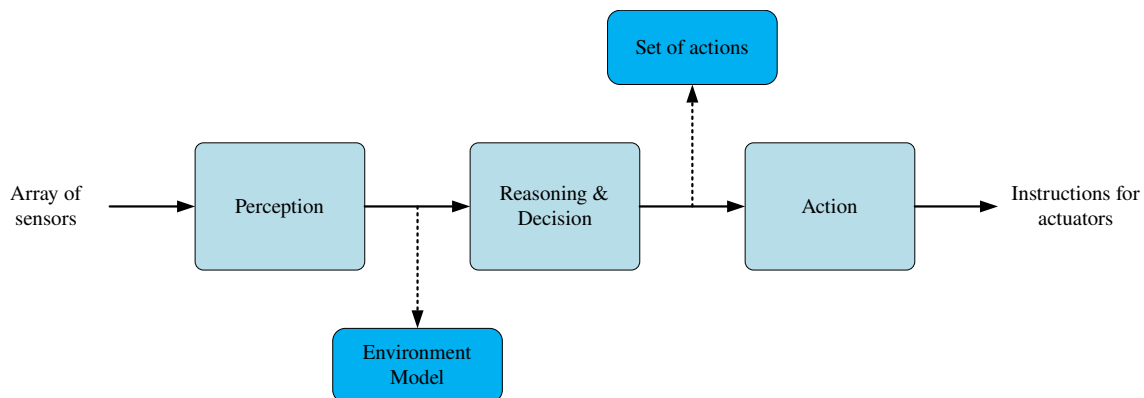 Set of actions
Array of
sensors
Perception
Reasoning &
Decision
Action
Instructions for
actuators
Environment
Model